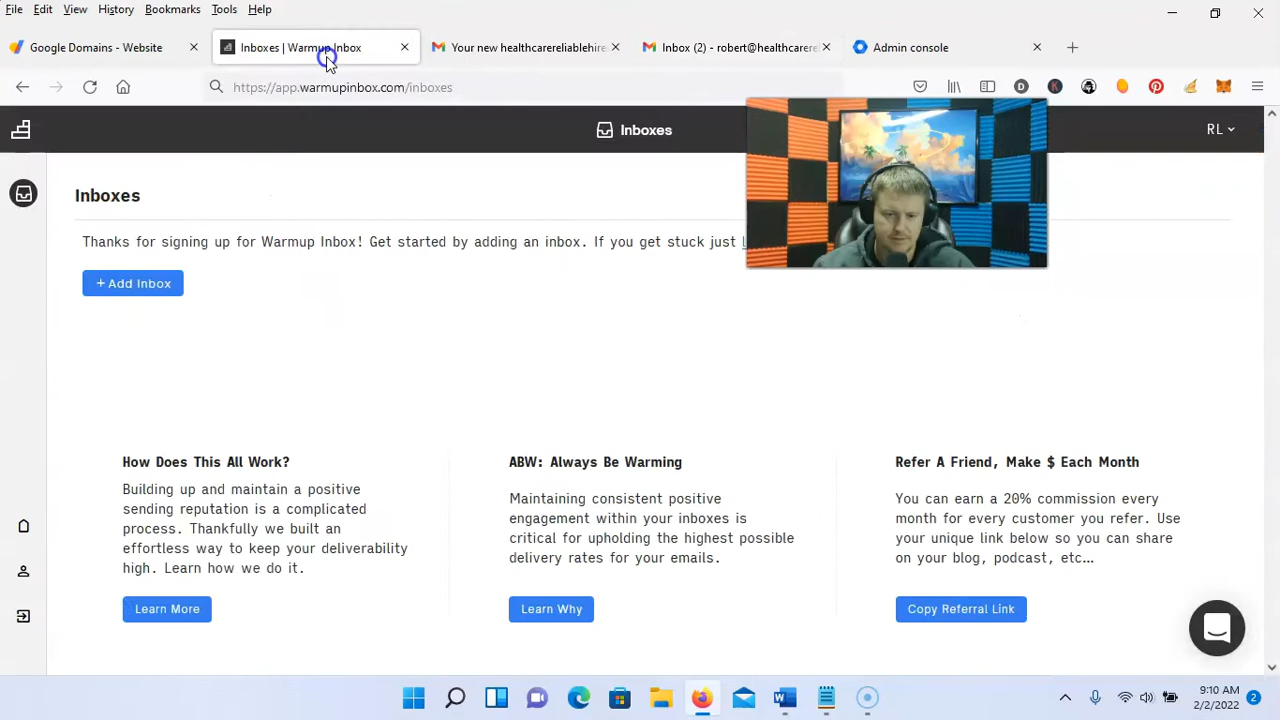 File Edit View History Bookmarks Tools Help
Google Domains - Website
Inboxes | Warmup Inbox
Your new healthcarereliablehire
Inbox (2) - robert@healthcarere
Admin console
https://app.warmupinbox.com/inboxes
Inboxes
RL
Inboxes
Thanks for signing up for Warmup Inbox! Get started by adding an inbox. If you get stuck just
+ Add Inbox
How Does This All Work?
Building up and maintain a positive
sending reputation is a complicated
process. Thankfully we built an
effortless way to keep your deliverability
high. Learn how we do it.
Learn More
ABW: Always Be Warming
Maintaining consistent positive
engagement within your inboxes is
critical for upholding the highest possible
delivery rates for your emails.
Learn Why
Refer A Friend, Make $ Each Month
You can earn a 20% commission every
month for every customer you refer. Use
your unique link below so you can share
on your blog, podcast, etc...
Copy Referral Link
9:10 AM
2/2/2022
2